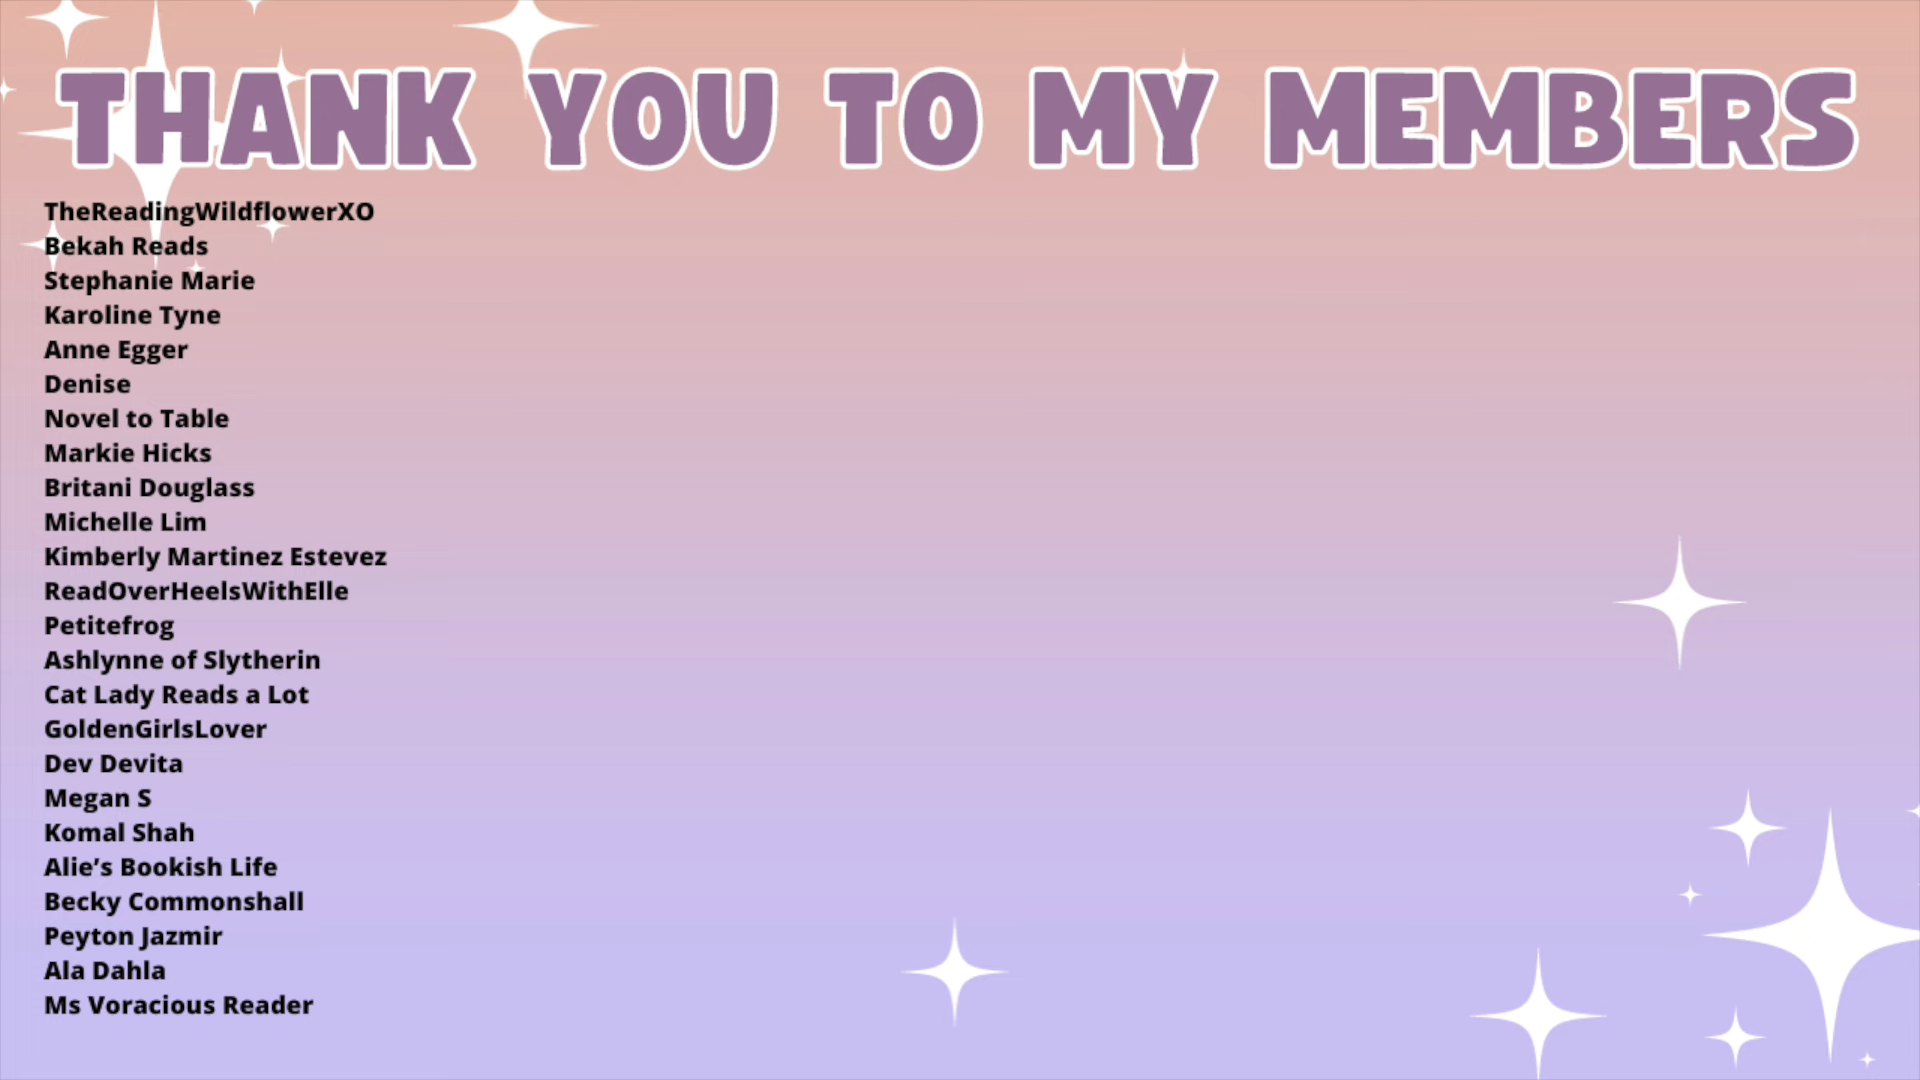 THANK YOU TO MY MEMBERS
TheReadingWildflowerXO
Bekah Reads
Stephanie Marie
Karoline Tyne
Anne Egger
Denise
Novel to Table
Markie Hicks
Britani Douglass
Michelle Lim
Kimberly Martinez Estevez
ReadOverHeelsWithElle
Petitefrog
Ashlynne of Slytherin
Cat Lady Reads a Lot
GoldenGirlsLover
Dev Devita
Megan S
Komal Shah
Alie’s Bookish Life
Becky Commonshall
Peyton Jazmir
Ala Dahla
Ms Voracious Reader